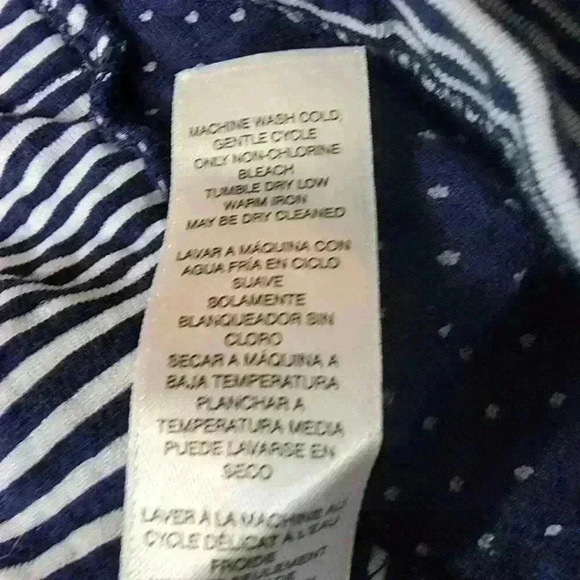 MACHINE WASH COLD,
GENTLE CYCLE
ONLY NON-CHLORINE
BLEACH
TUMBLE DRY LOW
WARM IRON
MAY BE DRY CLEANED
LAVAR A MÁQUINA CON
AGUA FRÍA EN CICLO
SUAVE
SOLAMENTE
BLANQUEADOR SIN
CLORO
SECAR A MÁQUINA A
BAJA TEMPERATURA
PLANCHAR A
TEMPERATURA MEDIA
PUEDE LAVARSE EN
SECO
LAVER À LA MACHINE AU
CYCLE DÉLICAT À L'EAU
FROIDE